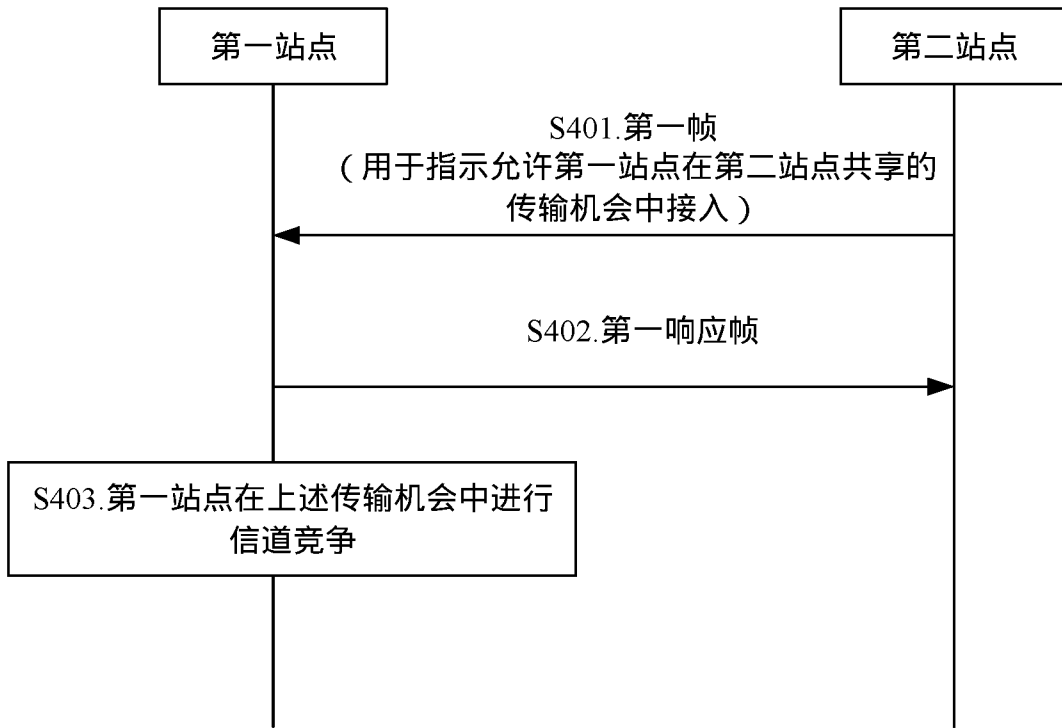 第一站点
第二站点
S401.第一帧
（用于指示允许第一站点在第二站点共享的
传输机会中接入）
S402.第一响应帧
S403.第一站点在上述传输机会中进行
信道竞争